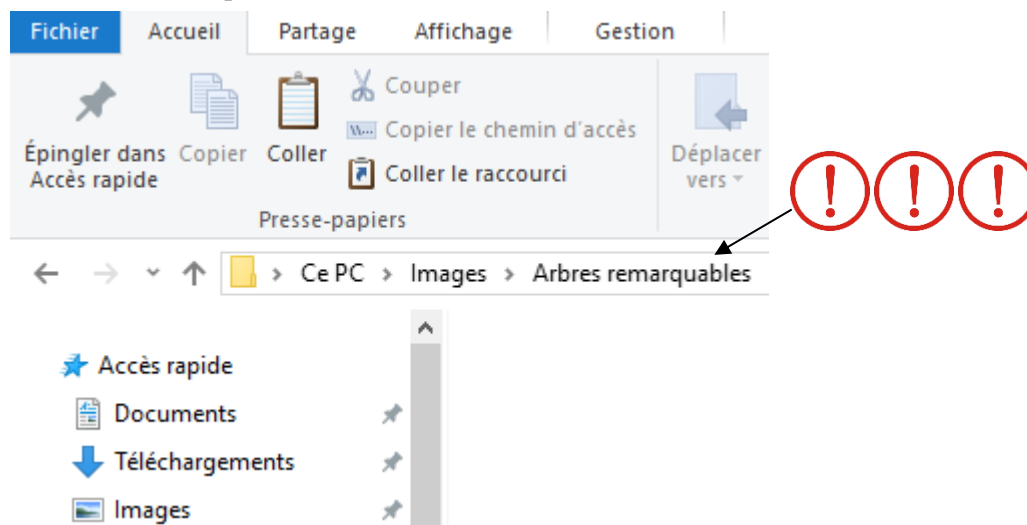 Fichier Accueil Partage Affichage Gestion
Couper
Copier le chemin d'accès
Épingler dans Copier Coller Déplacer
Accès rapide Coller le raccourci vers
Presse-papiers
> Ce PC > Images > Arbres remarquables
Accès rapide
Documents
Téléchargements
Images